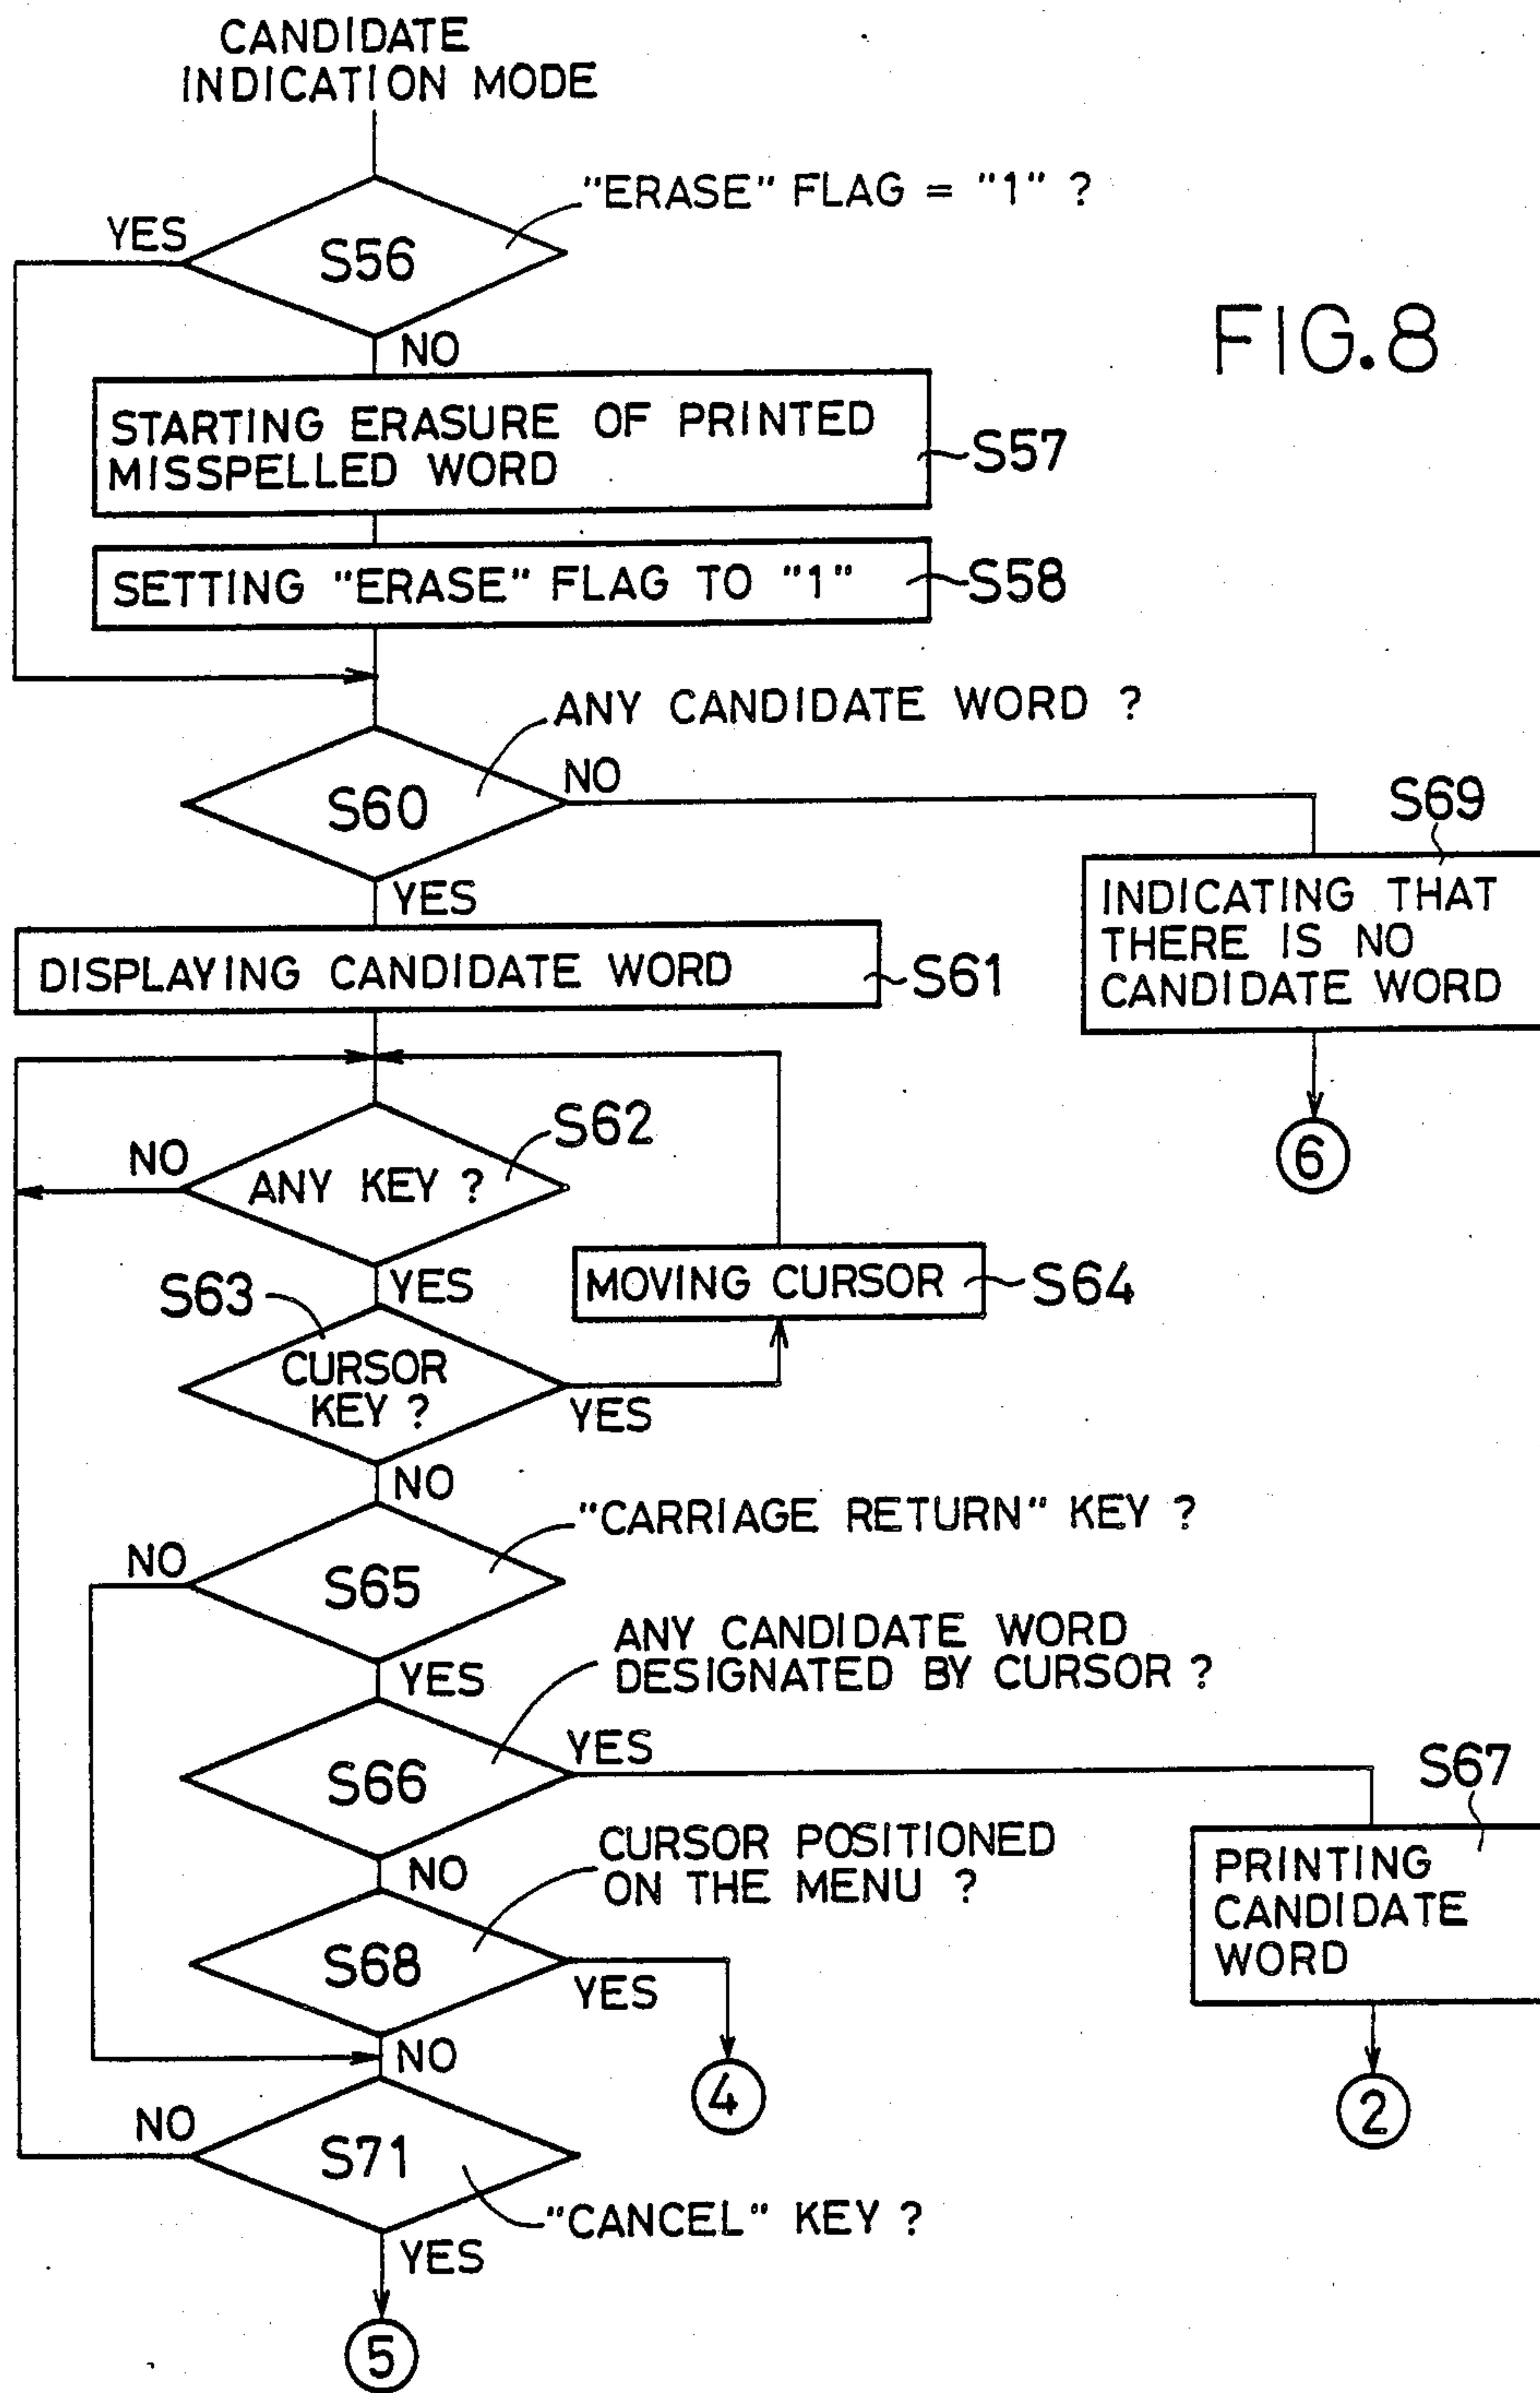 CANDIDATE
INDICATION MODE
"ERASE" FLAG = "1" ?
YES
S56
NO
FIG.8
STARTING ERASURE OF PRINTED
MISSPELLED WORD
S57
SETTING "ERASE" FLAG TO "1"
S58
ANY CANDIDATE WORD ?
S60
NO
S69
YES
INDICATING THAT
THERE IS NO
CANDIDATE WORD
DISPLAYING CANDIDATE WORD
S61
6
S62
NO
ANY KEY ?
YES
MOVING CURSOR
S64
S63
CURSOR
KEY ?
YES
NO
"CARRIAGE RETURN" KEY ?
NO
S65
YES
ANY CANDIDATE WORD
DESIGNATED BY CURSOR ?
S66
YES
S67
NO
CURSOR POSITIONED
ON THE MENU ?
PRINTING
CANDIDATE
WORD
S68
YES
NO
4
2
NO
S71
"CANCEL" KEY ?
YES
5